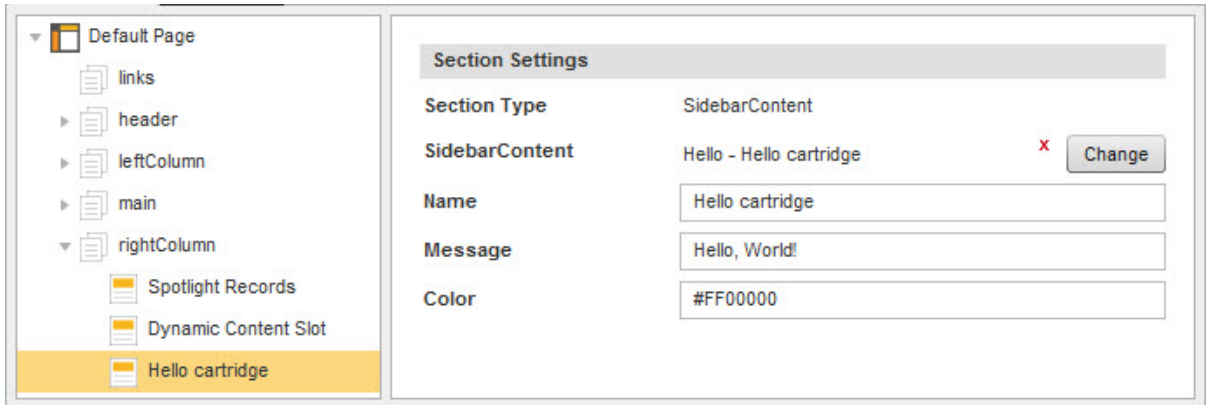 Default Page
links
header
leftColumn
main
rightColumn
Spotlight Records
Dynamic Content Slot
Hello cartridge
Section Settings
Section Type SidebarContent
SidebarContent Hello - Hello cartridge x Change
Name Hello cartridge
Message Hello, World!
Color #FF00000